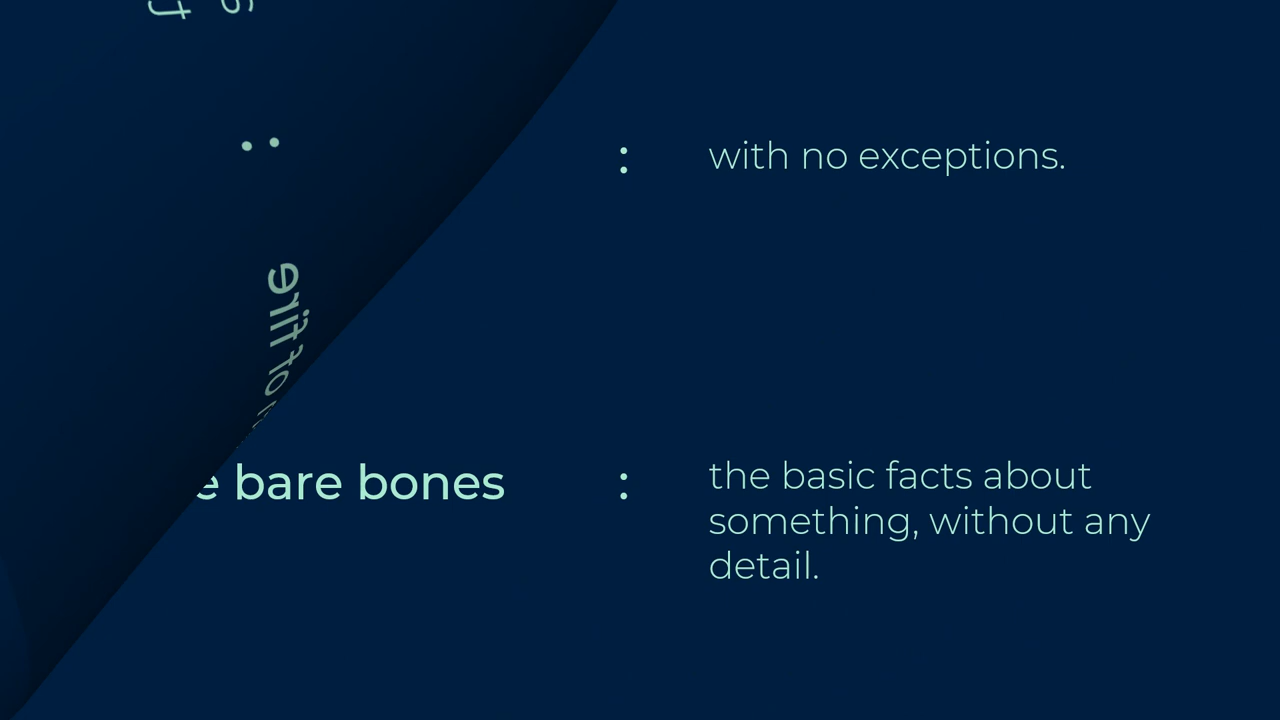 : with no exceptions.
e bare bones : the basic facts about
something, without any
detail.